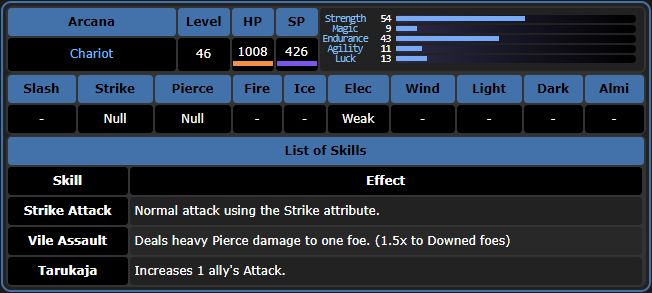 Arcana Level HP SP
Chariot 46 1008 426
Strength 54
Magic 9
Endurance 43
Agility 11
Luck 13
Slash Strike Pierce Fire Ice Elec Wind Light Dark Almi
- Null Null - - Weak - - - -
List of Skills
Skill Effect
Strike Attack Normal attack using the Strike attribute.
Vile Assault Deals heavy Pierce damage to one foe. (1.5x to Downed foes)
Tarukaja Increases 1 ally's Attack.